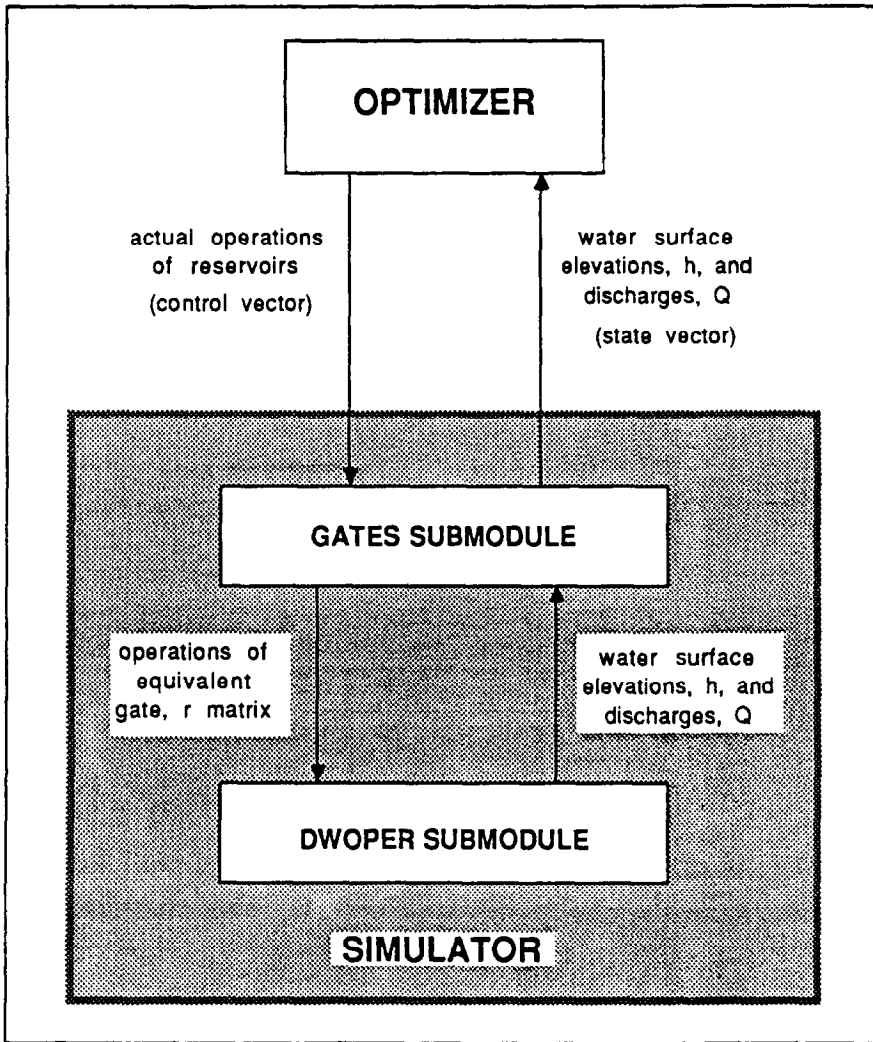 OPTIMIZER
actual operations
of reservoirs
(control vector)
water surface
elevations, h, and
discharges, Q
(state vector)
GATES SUBMODULE
operations of
equivalent
gate, r matrix
water surface
elevations, h, and
discharges, Q
DWOPER SUBMODULE
SIMULATOR